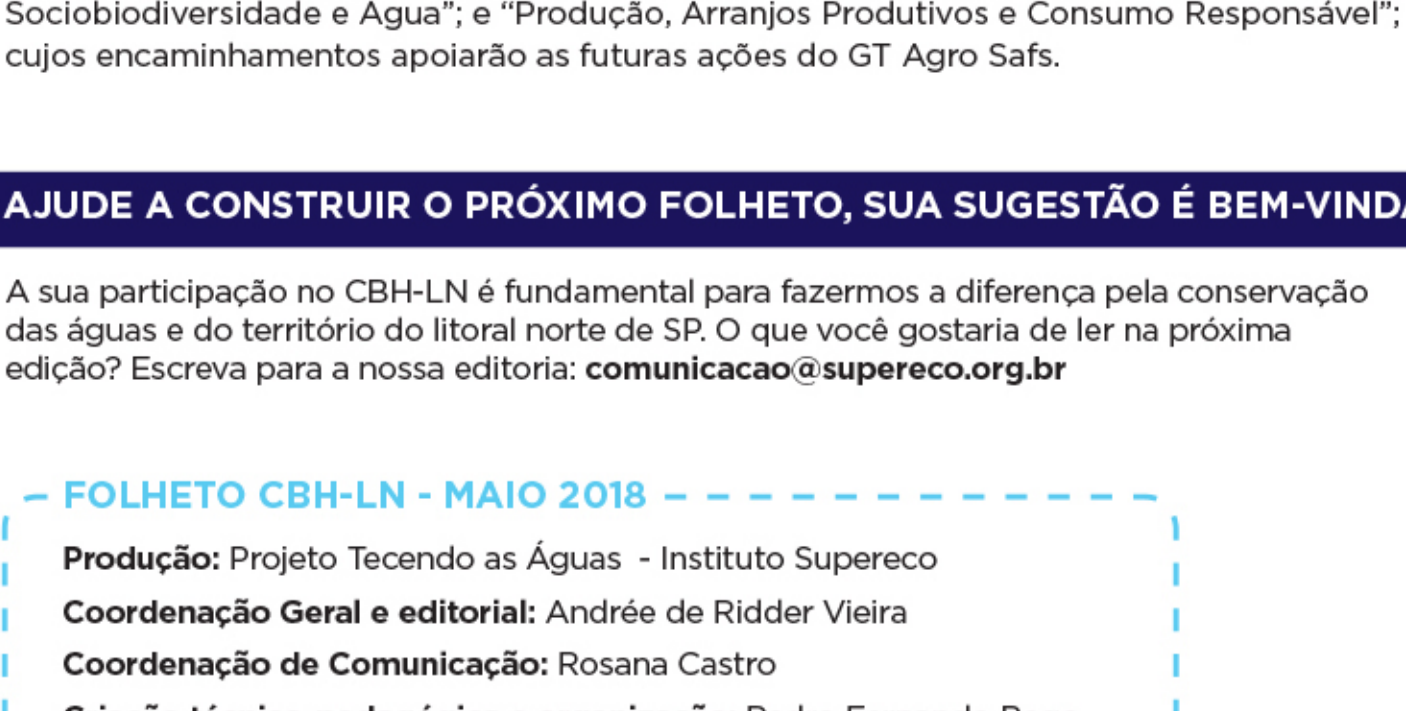 Sociobiodiversidade e Água”; e “Produção, Arranjos Produtivos e Consumo Responsável”;
cujos encaminhamentos apoiarão as futuras ações do GT Agro Safs.
AJUDE A CONSTRUIR O PRÓXIMO FOLHETO, SUA SUGESTÃO É
A sua participação no CBH-LN é fundamental para fazermos a diferença pela conservação
das águas e do território do litoral norte de SP. O que você gostaria de ler na próxima
edição? Escreva para a nossa editoria: comunicacao@supereco.org.br
FOLHETO CBH-LN - MAIO 2018
Produção: Projeto Tecendo as Águas - Instituto Supereco
Coordenação Geral e editorial: Andrée de Ridder Vieira
Coordenação de Comunicação: Rosana Castro